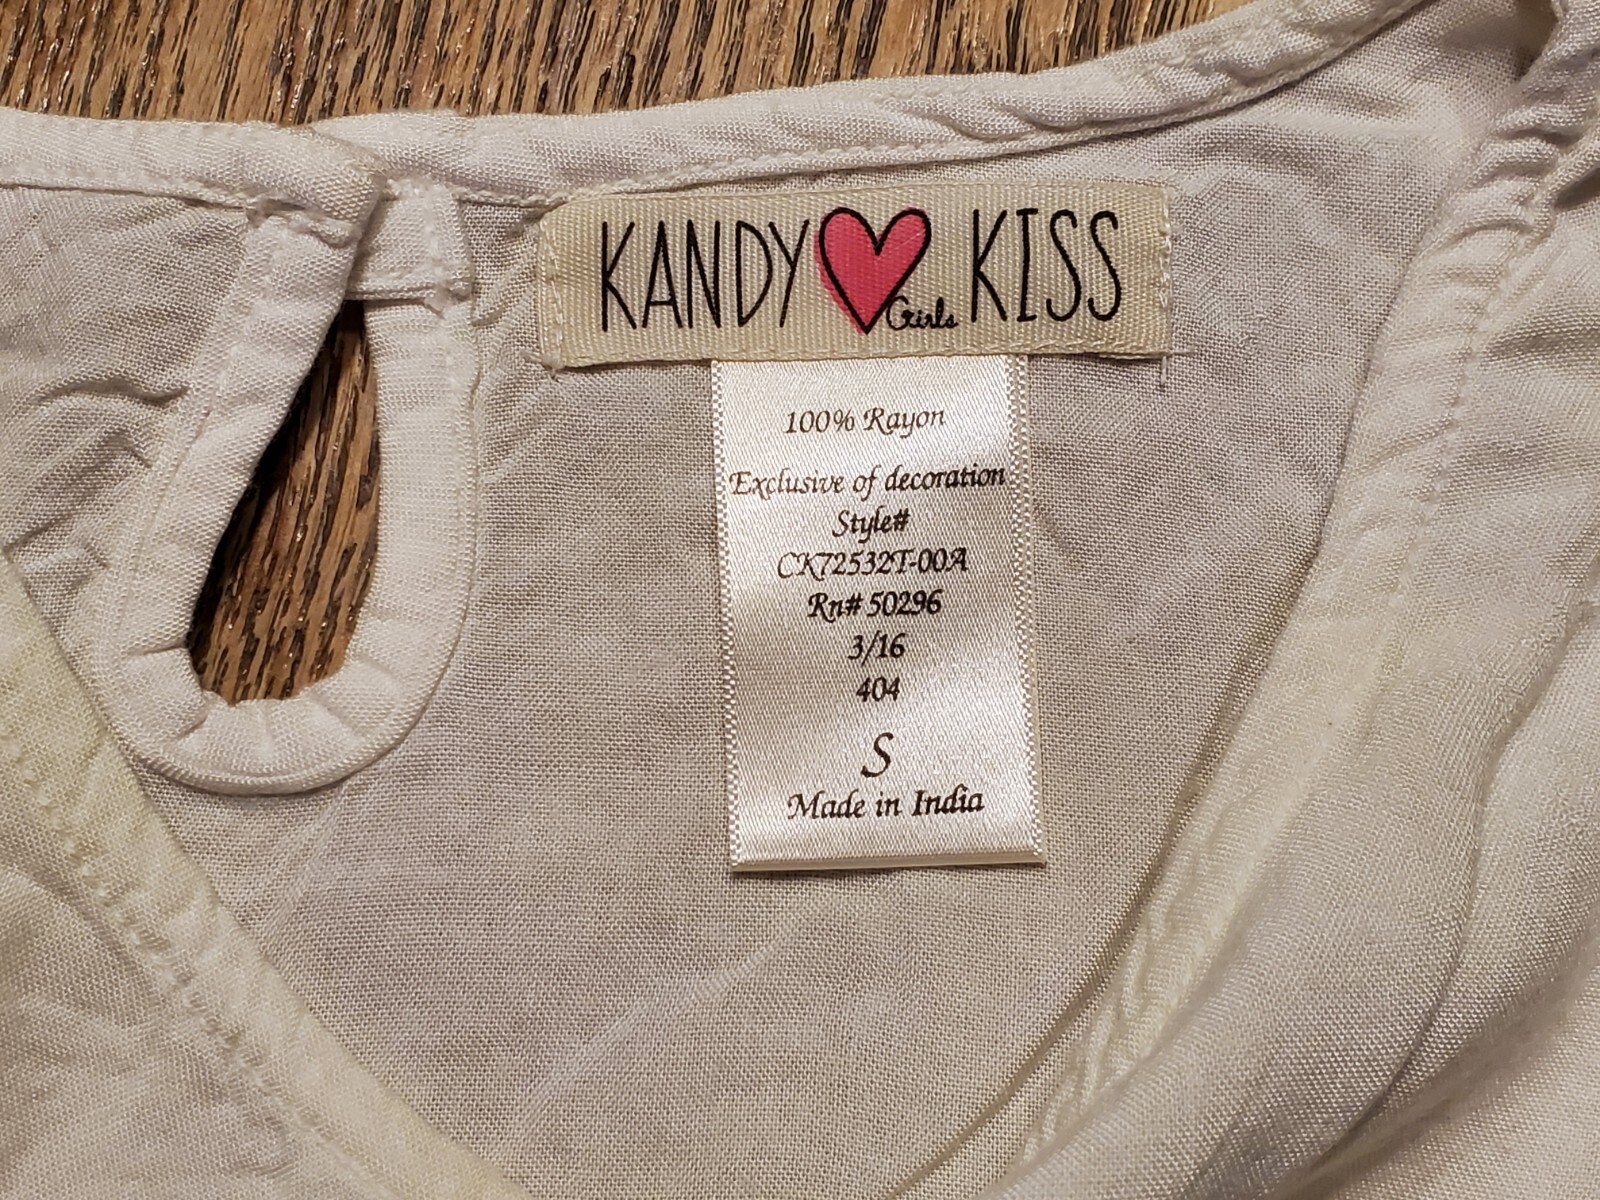 KANDY Girls KISS
100% Rayon
Exclusive of decoration
Style#
CK72532T-00A
Rn# 50296
3/16
404
S
Made in India